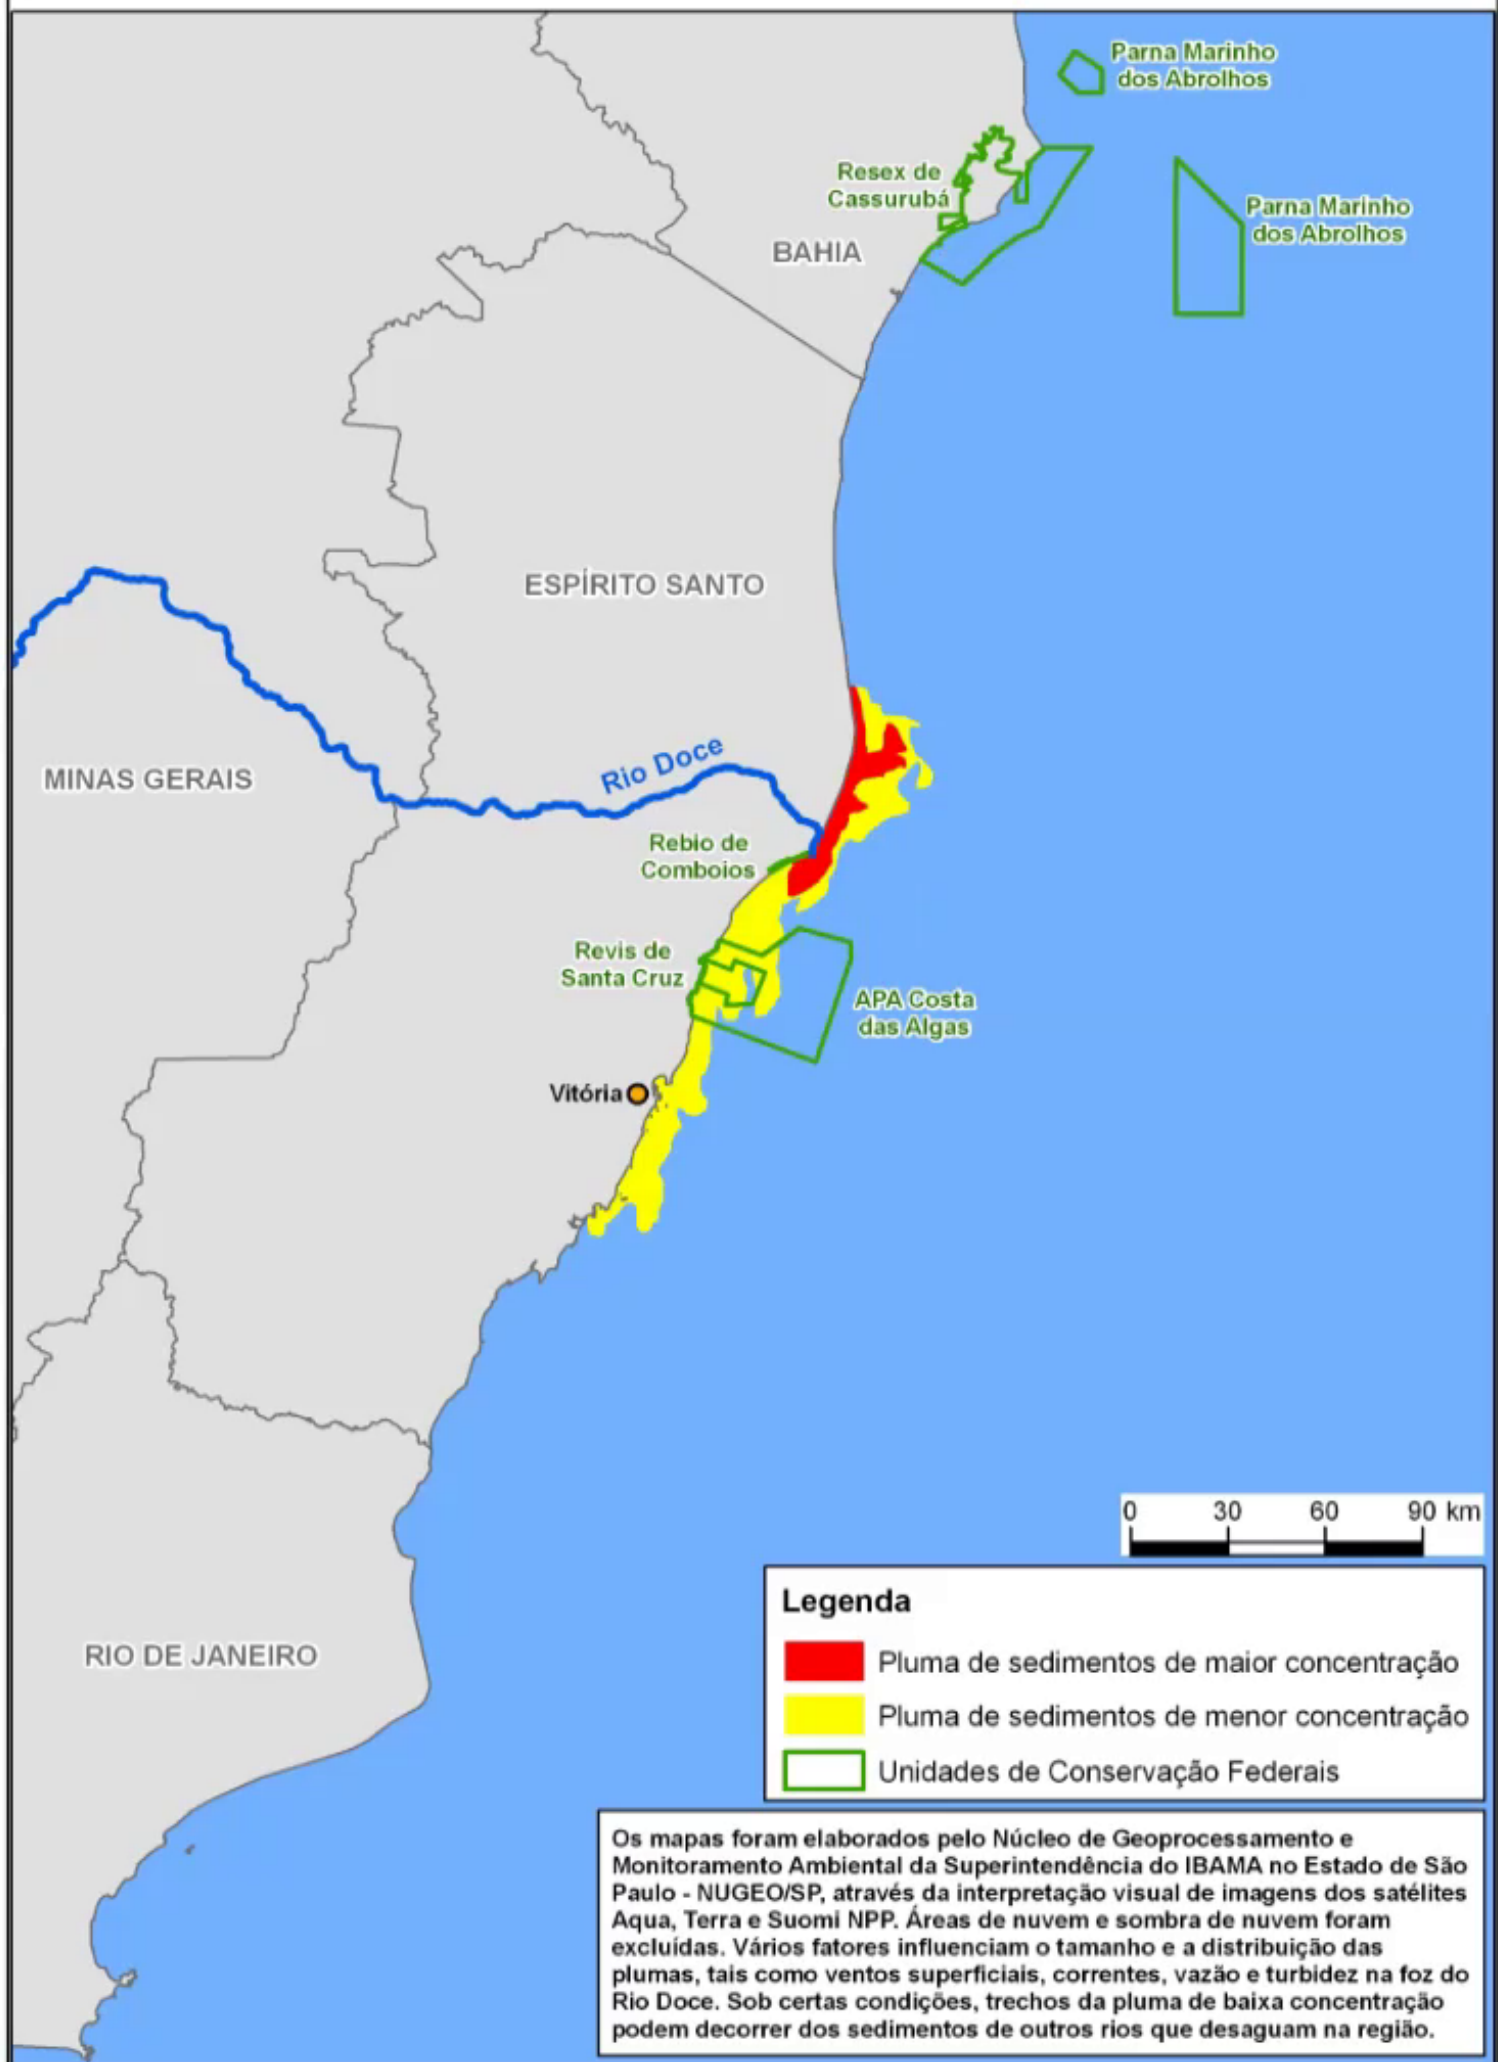 Parna Marinho
dos Abrolhos
Resex de
Cassurubá
Parna Marinho
dos Abrolhos
BAHIA
ESPÍRITO SANTO
Rio Doce
MINAS GERAIS
Rebio de
Comboios
Revis de
Santa Cruz
APA Costa
das Algas
Vitória
0 30 60 90 km
RIO DE JANEIRO
Legenda
Pluma de sedimentos de maior concentração
Pluma de sedimentos de menor concentração
Unidades de Conservação Federais
Os mapas foram elaborados pelo Núcleo de Geoprocessamento e
Monitoramento Ambiental da Superintendência do IBAMA no Estado de São
Paulo - NUGEO/SP, através da interpretação visual de imagens dos satélites
Aqua, Terra e Suomi NPP. Áreas de nuvem e sombra de nuvem foram
excluídas. Vários fatores influenciam o tamanho e a distribuição das
plumas, tais como ventos superficiais, correntes, vazão e turbidez na foz do
Rio Doce. Sob certas condições, trechos da pluma de baixa concentração
podem decorrer dos sedimentos de outros rios que desaguam na região.